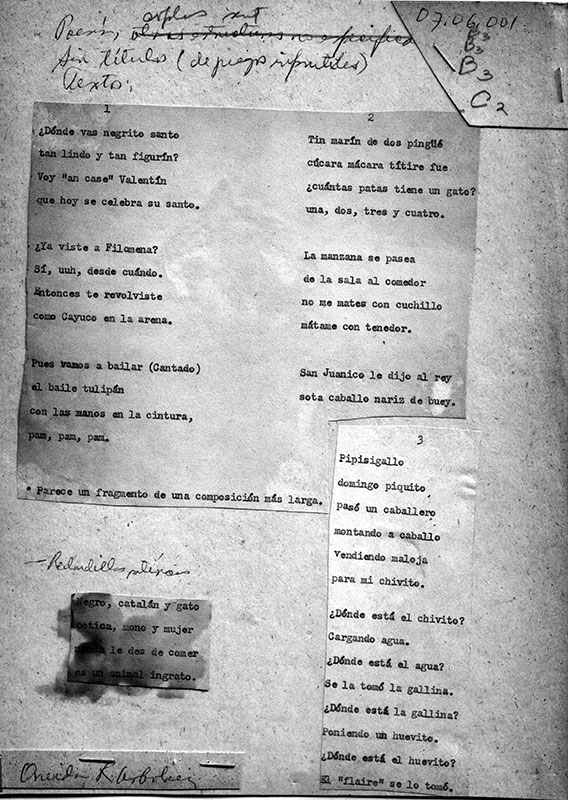 07.06.001
B3
B3
B3
C2
Poesía,
Sin títulos (de juegos infantiles)
Textos:
1
¿Dónde vas negrito santo
tan lindo y tan figurín?
Voy "an case" Valentín
que hoy se celebra su santo.
¿Ya viste a Filomena?
Sí, uuh, desde cuándo.
Entonces te revolviste
como Cayuco en la arena.
Pues vamos a bailar (Cantado)
el baile tulipán
con las manos en la cintura,
pam, pam, pam.
* Parece un fragmento de una composición más larga.
2
Tin marín de dos pingüé
cúcara mácara títire fue
¿cuántas patas tiene un gato?
una, dos, tres y cuatro.
La manzana se pasea
de la sala al comedor
no me mates con cuchillo
mátame con tenedor.
San Juanico le dijo al rey
sota caballo nariz de buey.
3
Pipisigallo
domingo piquito
pasó un caballero
montando a caballo
vendiendo maloja
para mi chivito.
¿Dónde está el chivito?
Cargando agua.
¿Dónde está el agua?
Se la tomó la gallina.
¿Dónde está la gallina?
Poniendo un huevito.
¿Dónde está el huevito?
El "flaire" se lo tomó.
- Redondillas
Negro, catalán y gato
cotica, mono y mujer
nunca le des de comer
es un animal ingrato.